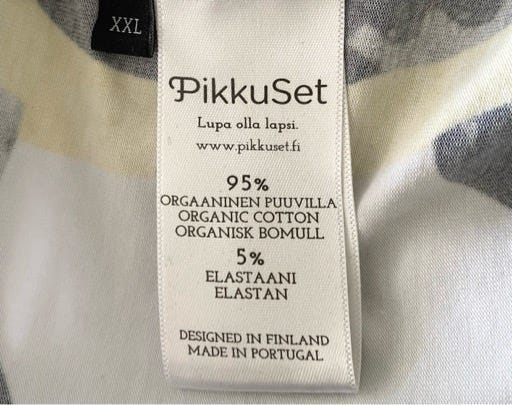 XXL
PikkuSet
Lupa olla lapsi.
www.pikkuset.fi
95%
ORGAANINEN PUUVILLA
ORGANIC COTTON
ORGANISK BOMULL
5%
ELASTAANI
ELASTAN
DESIGNED IN FINLAND
MADE IN PORTUGAL